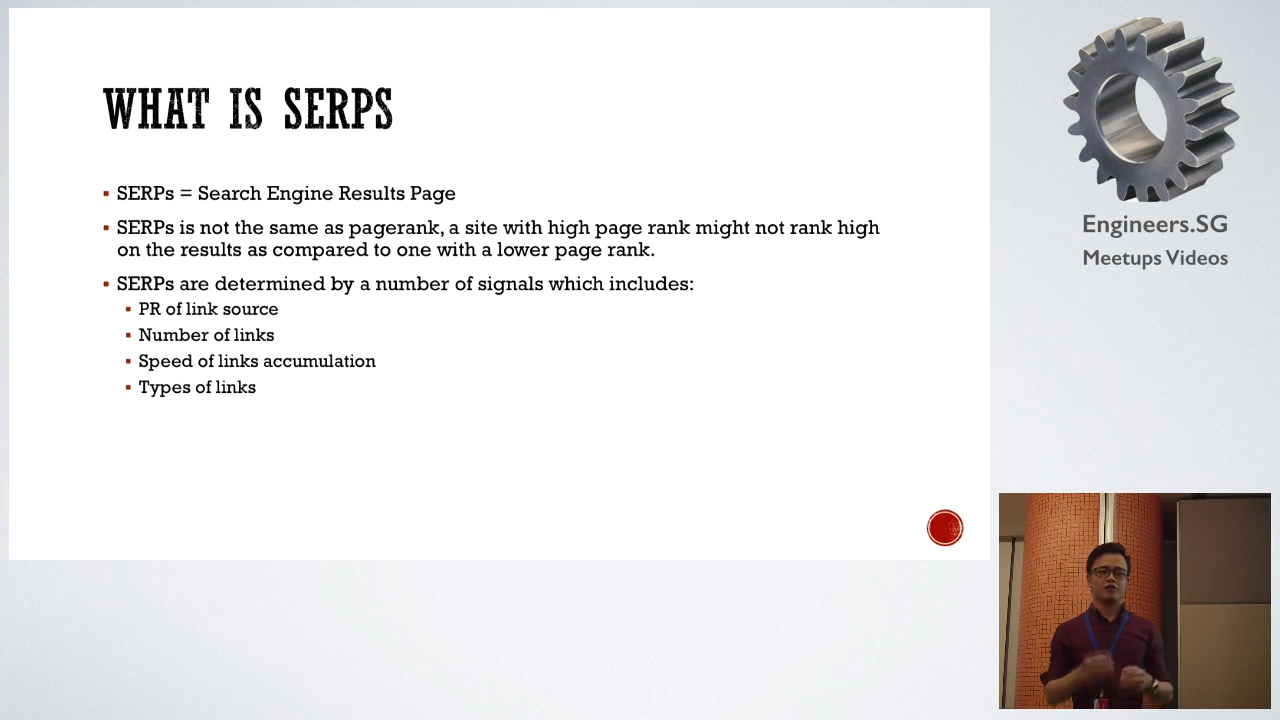 WHAT IS SERPS
SERPs = Search Engine Results Page
SERPs is not the same as pagerank, a site with high page rank might not rank high
on the results as compared to one with a lower page rank.
SERPs are determined by a number of signals which includes:
PR of link source
Number of links
Speed of links accumulation
Types of links
Engineers.SG
Meetups Videos